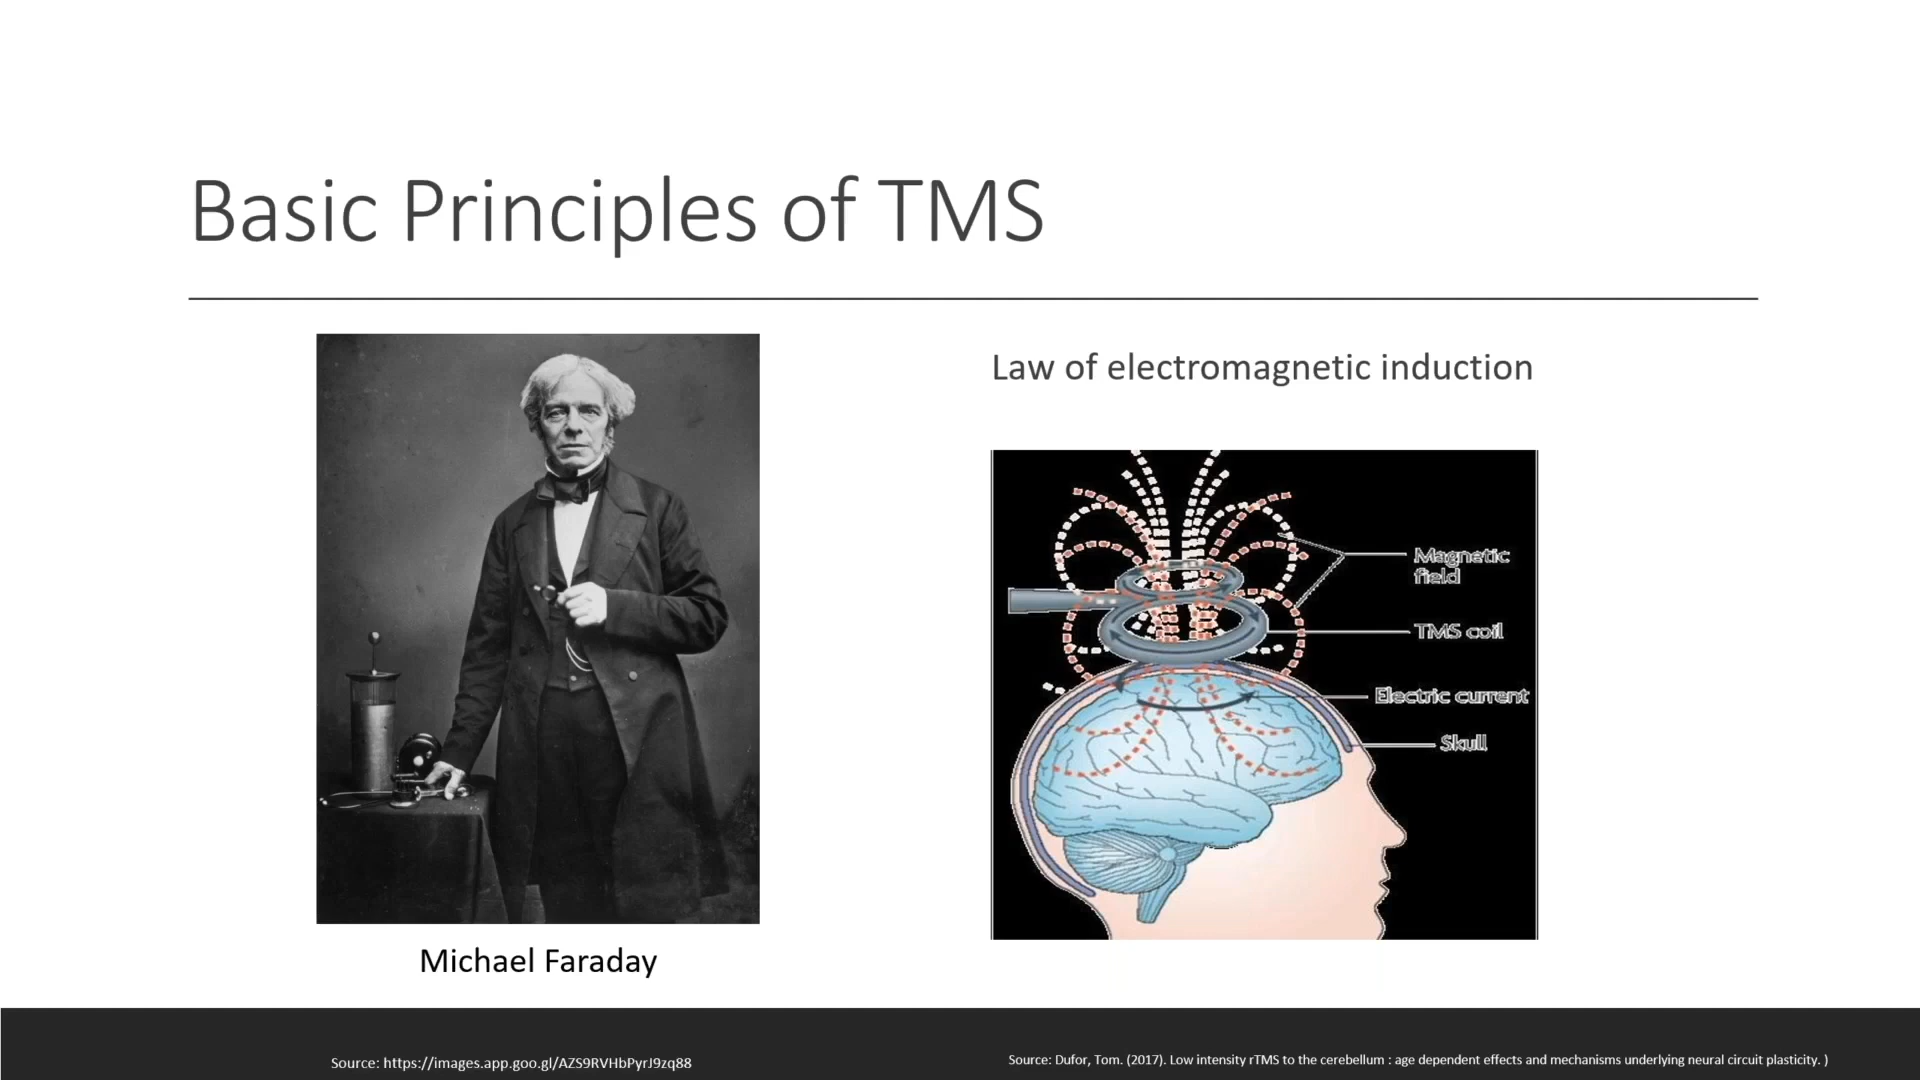 Basic Principles of TMS
Law of electromagnetic induction
Magnetic
field
TMS coil
Electric current
Skull
Michael Faraday
Source: https://images.app.goo.gl/AZS9RVHbPyrJ9zq88
Source: Dufor, Tom. (2017). Low intensity rTMS to the cerebellum : age dependent effects and mechanisms underlying neural circuit plasticity. )